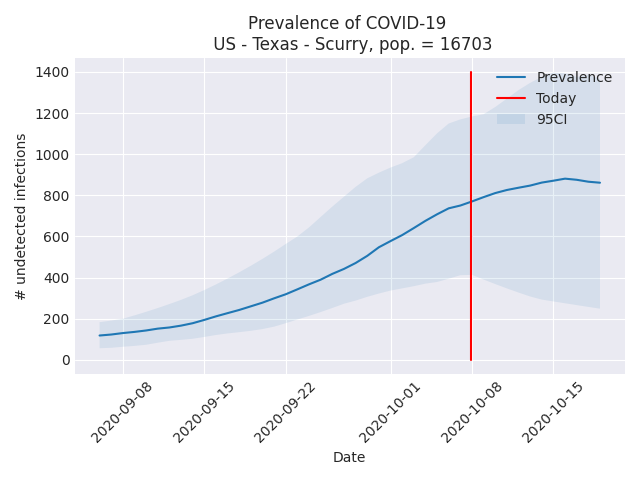 Prevalence of COVID-19
US - Texas - Scurry, pop. = 16703
1400
1200
1000
800
600
400
200
0
# undetected infections
Prevalence
Today
95CI
2020-09-08
2020-09-15
2020-09-22
2020-10-01
2020-10-08
2020-10-15
Date